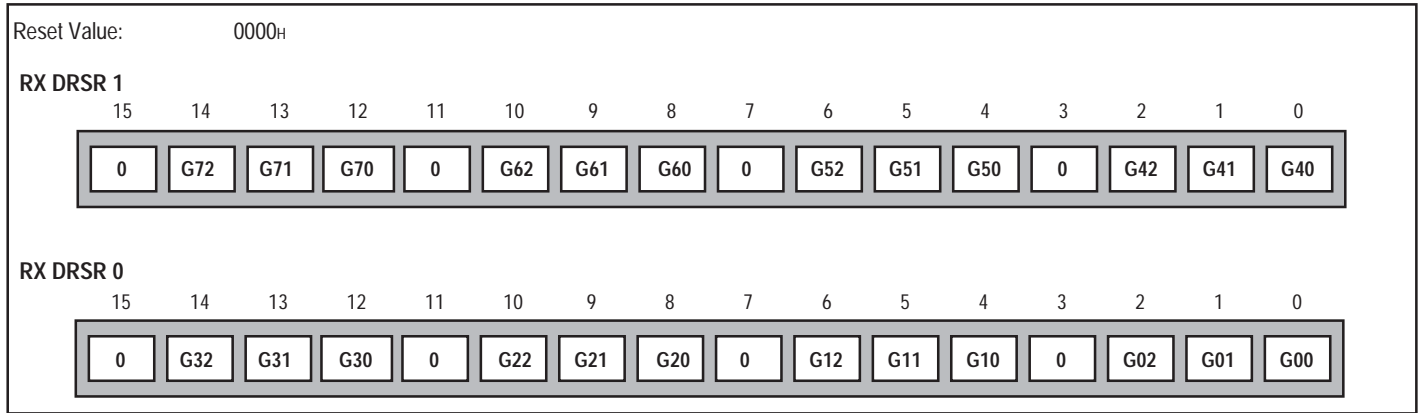 Reset Value: 0000H
RX DRSR 1
15 14 13 12 11 10 9 8 7 6 5 4 3 2 1 0
0 G72 G71 G70 0 G62 G61 G60 0 G52 G51 G50 0 G42 G41 G40
RX DRSR 0
15 14 13 12 11 10 9 8 7 6 5 4 3 2 1 0
0 G32 G31 G30 0 G22 G21 G20 0 G12 G11 G10 0 G02 G01 G00